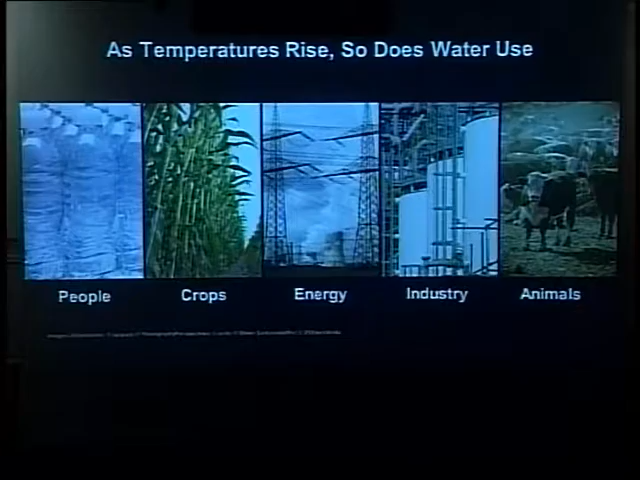 As Temperatures Rise, So Does Water Use
People Crops Energy Industry Animals